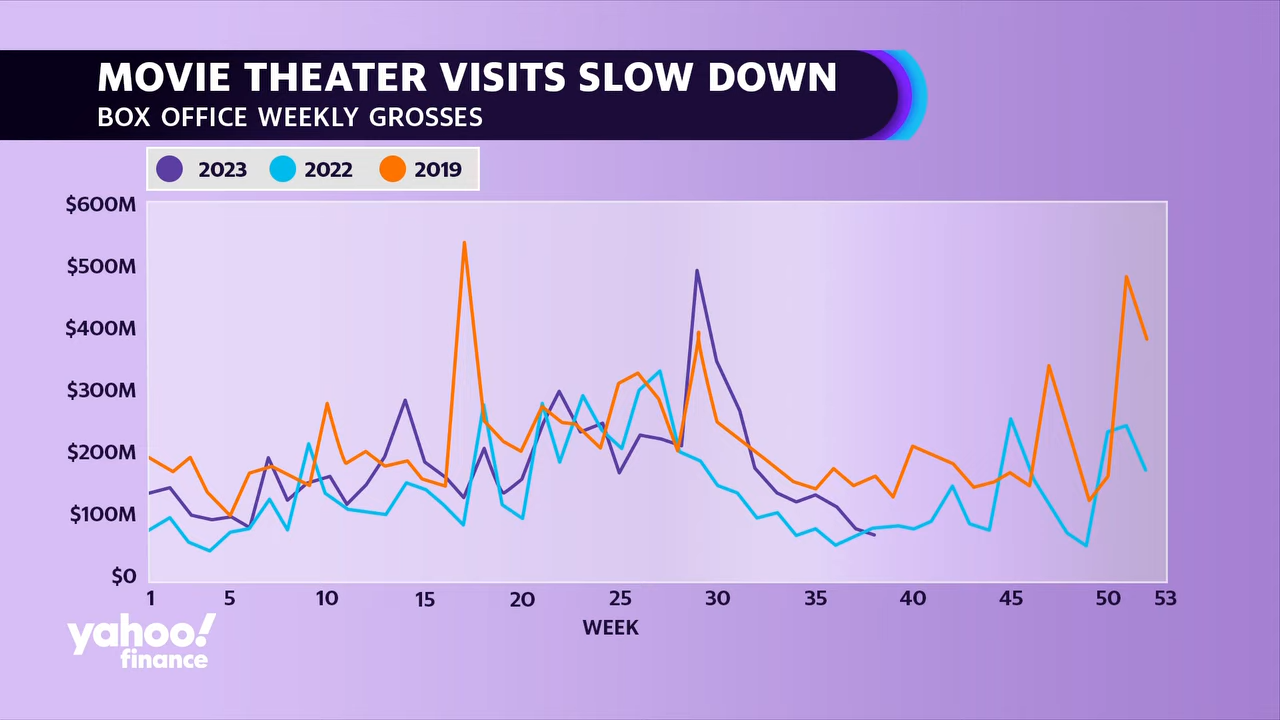 MOVIE THEATER VISITS SLOW DOWN
BOX OFFICE WEEKLY GROSSES
2023 2022 2019
$600M
$500M
$400M
$300M
$200M
$100M
$0
1 5 10 15 20 25 30 35 40 45 50 53
WEEK
yahoo!
finance